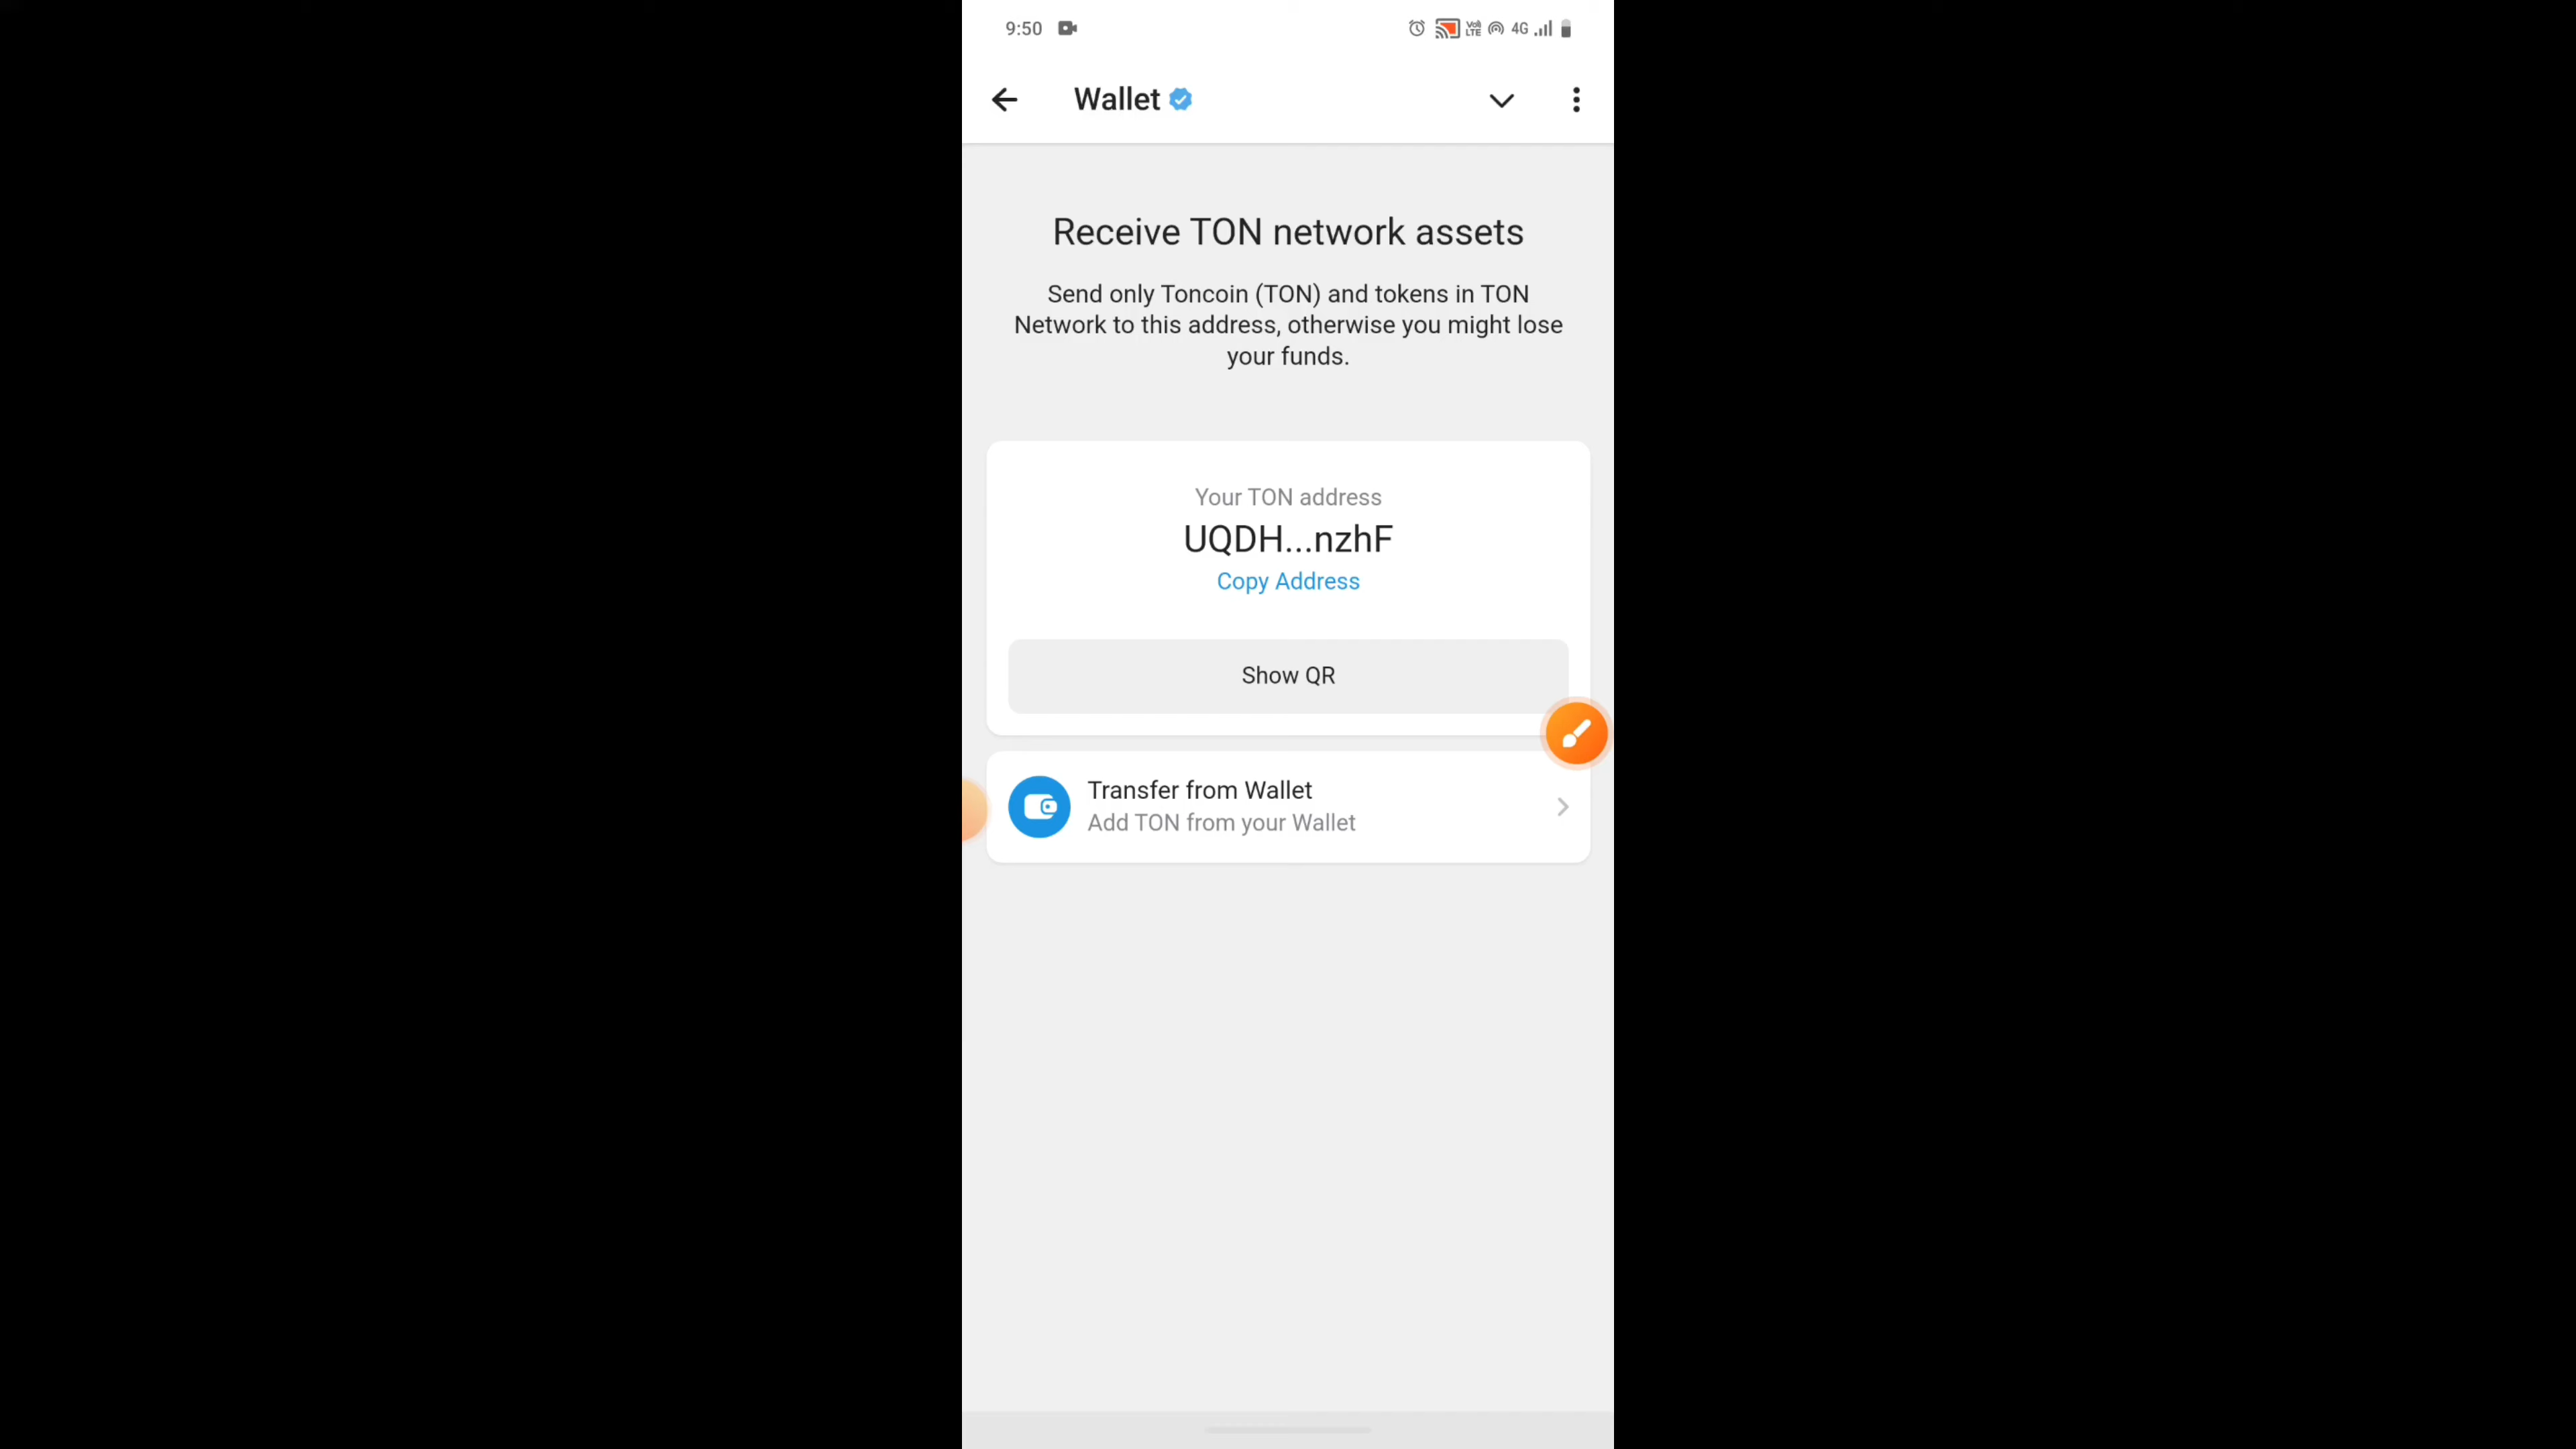 9:50
4G
Wallet
Receive TON network assets
Send only Toncoin (TON) and tokens in TON
Network to this address, otherwise you might lose
your funds.
Your TON address
UQDH...nzhF
Copy Address
Show QR
Transfer from Wallet
Add TON from your Wallet